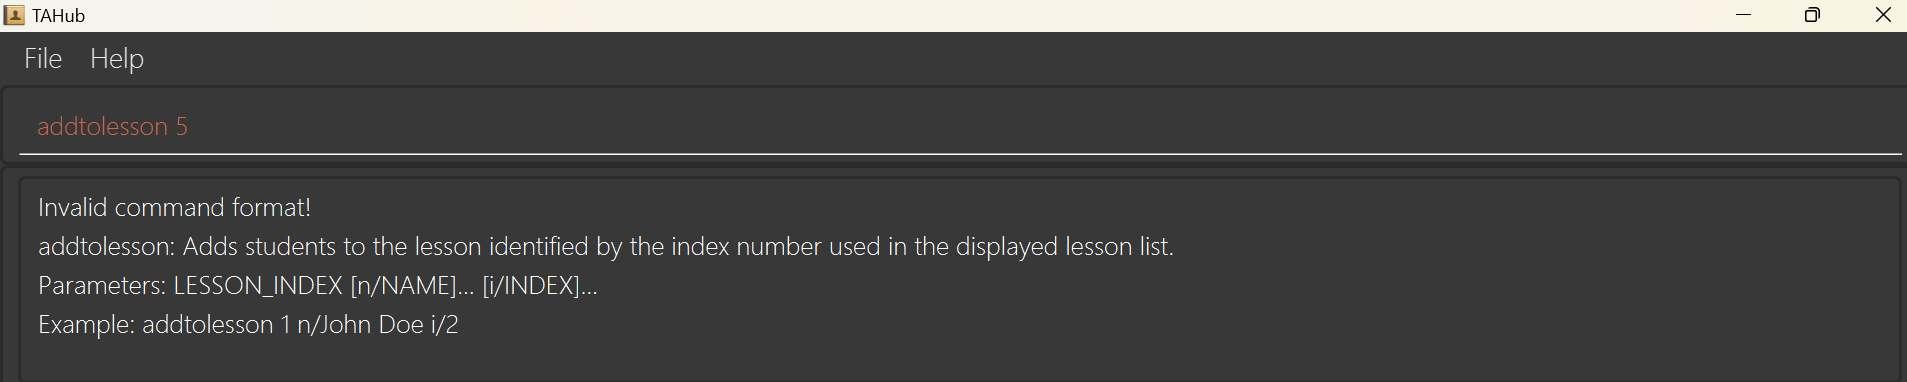 TAHub
File Help
addtolesson 5
Invalid command format!
addtolesson: Adds students to the lesson identified by the index number used in the displayed lesson list.
Parameters: LESSON_INDEX [n/NAME]... [i/INDEX]...
Example: addtolesson 1 n/John Doe i/2